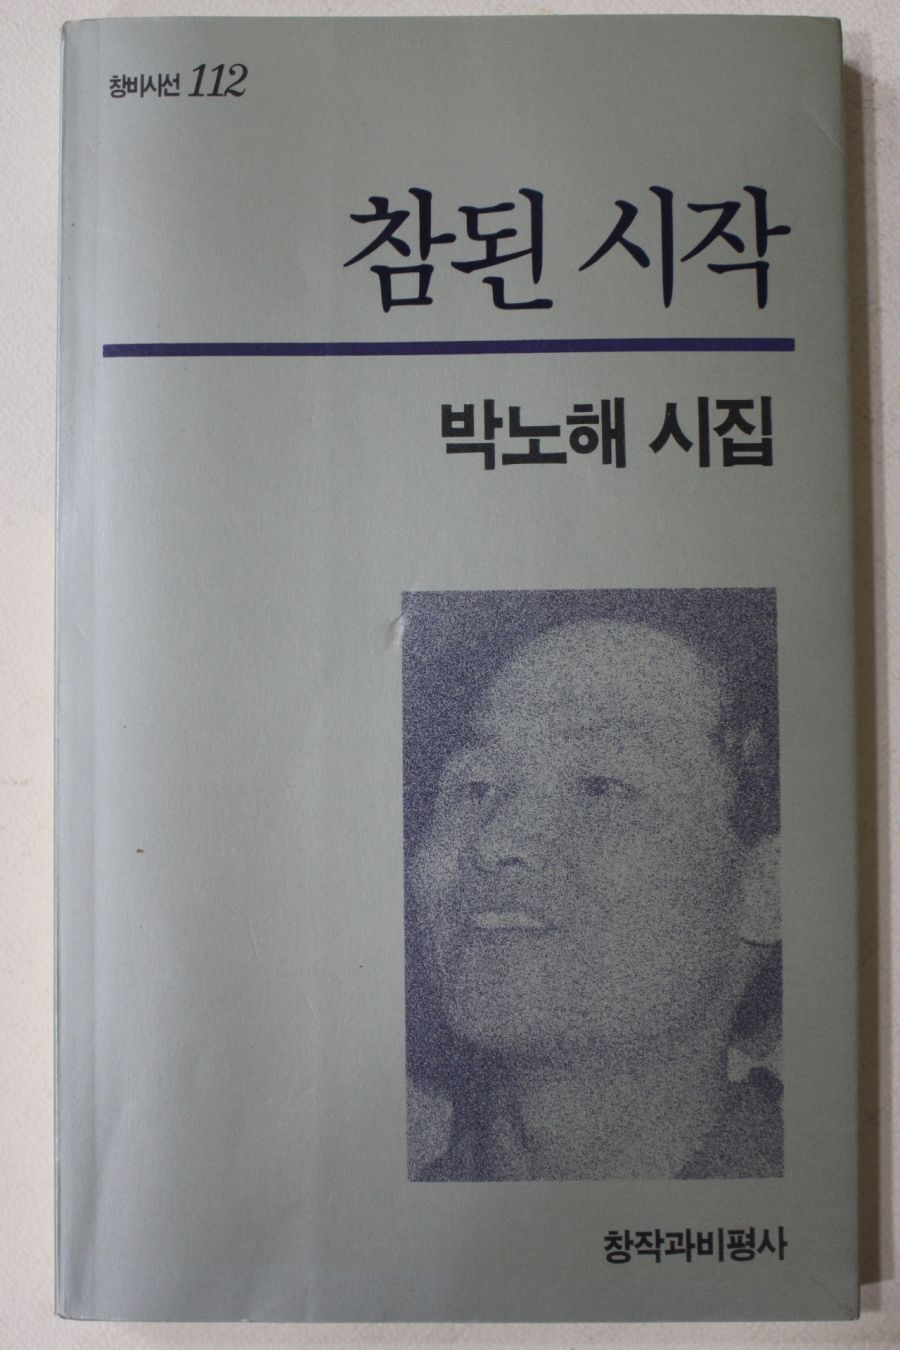 창비시선 112
참된 시작
박노해 시집
창작과비평사